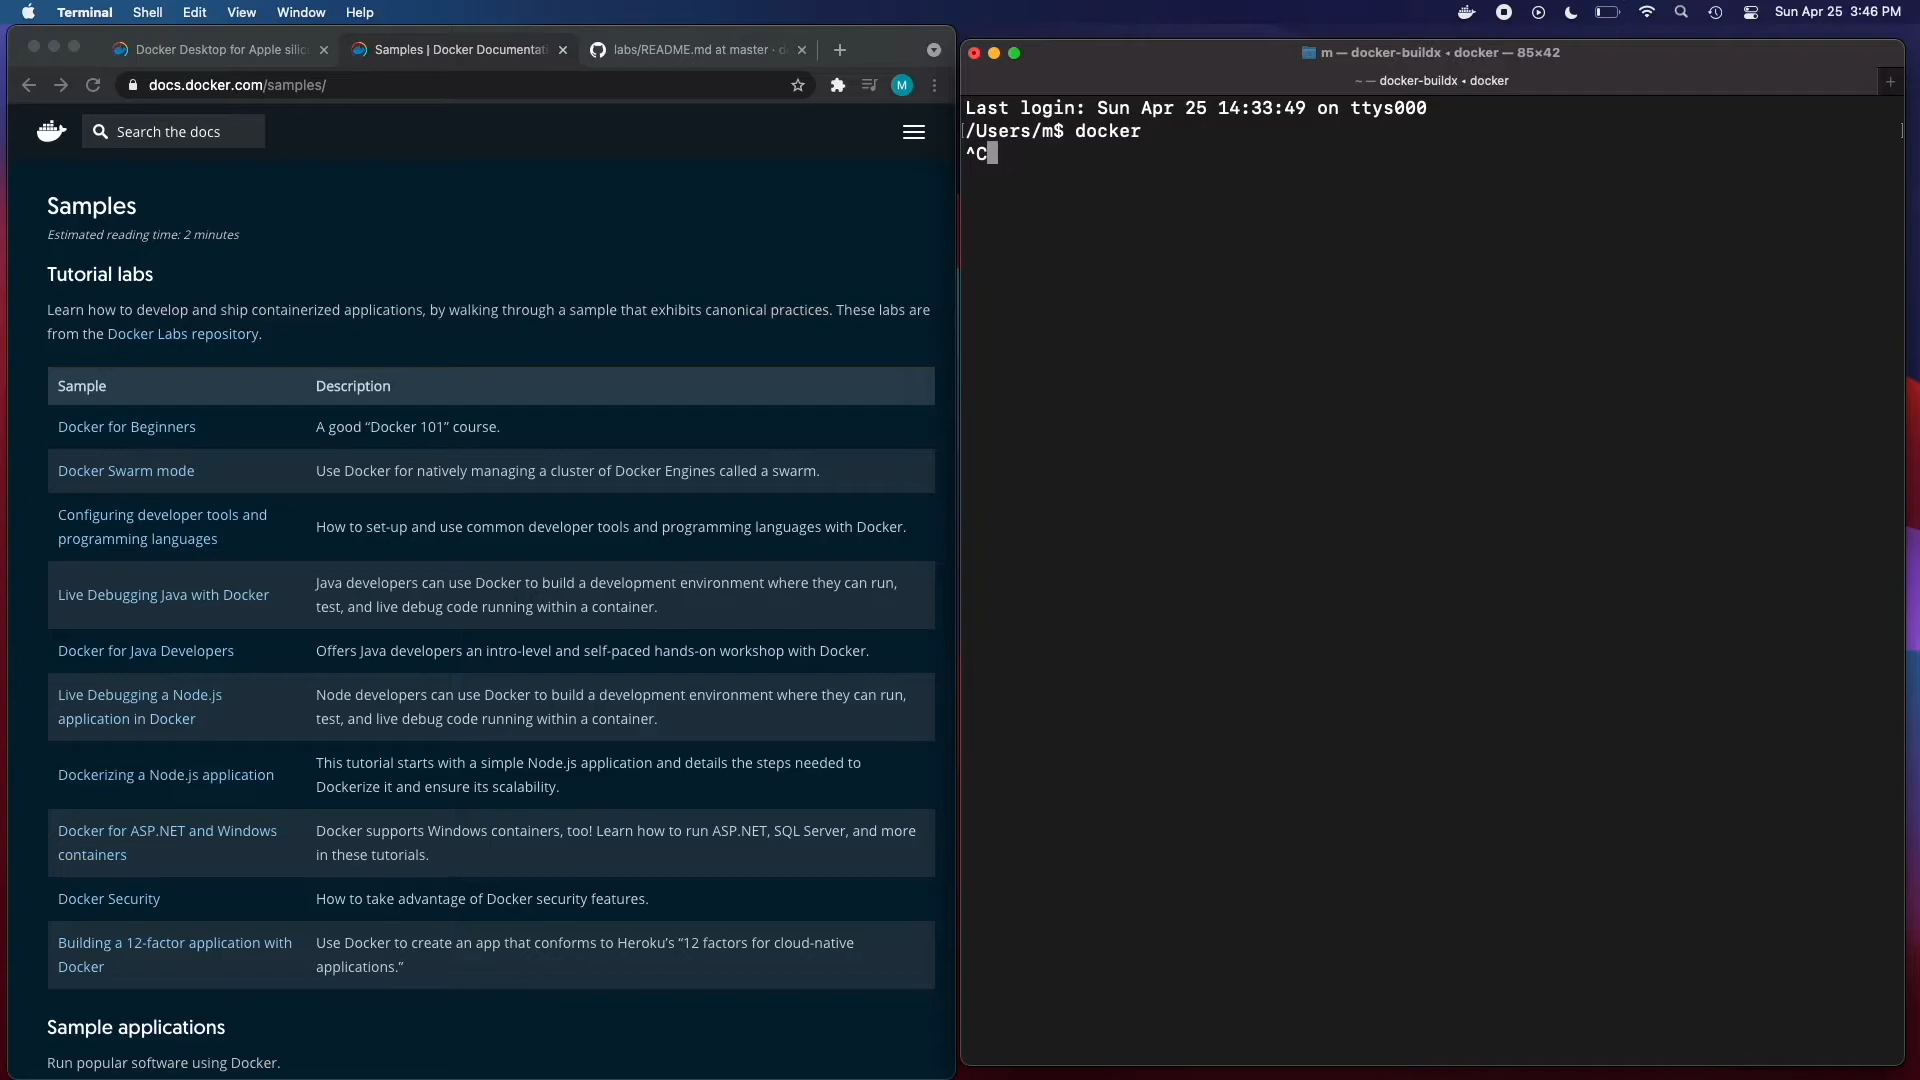 Terminal Shell Edit View Window Help
Sun Apr 25 3:46 PM
Docker Desktop for Apple silic
Samples | Docker Documentati
labs/README.md at master · d
docs.docker.com/samples/
M
Search the docs
Samples
Estimated reading time: 2 minutes
Tutorial labs
Learn how to develop and ship containerized applications, by walking through a sample that exhibits canonical practices. These labs are
from the Docker Labs repository.
Sample Description
Docker for Beginners A good “Docker 101” course.
Docker Swarm mode Use Docker for natively managing a cluster of Docker Engines called a swarm.
Configuring developer tools and
programming languages
How to set-up and use common developer tools and programming languages with Docker.
Live Debugging Java with Docker
Java developers can use Docker to build a development environment where they can run,
test, and live debug code running within a container.
Docker for Java Developers Offers Java developers an intro-level and self-paced hands-on workshop with Docker.
Live Debugging a Node.js
application in Docker
Node developers can use Docker to build a development environment where they can run,
test, and live debug code running within a container.
Dockerizing a Node.js application
This tutorial starts with a simple Node.js application and details the steps needed to
Dockerize it and ensure its scalability.
Docker for ASP.NET and Windows
containers
Docker supports Windows containers, too! Learn how to run ASP.NET, SQL Server, and more
in these tutorials.
Docker Security How to take advantage of Docker security features.
Building a 12-factor application with
Docker
Use Docker to create an app that conforms to Heroku’s “12 factors for cloud-native
applications.”
Sample applications
Run popular software using Docker.
m — docker-buildx ◂ docker — 85×42
~ — docker-buildx ◂ docker
Last login: Sun Apr 25 14:33:49 on ttys000
[/Users/m$ docker ]
^C